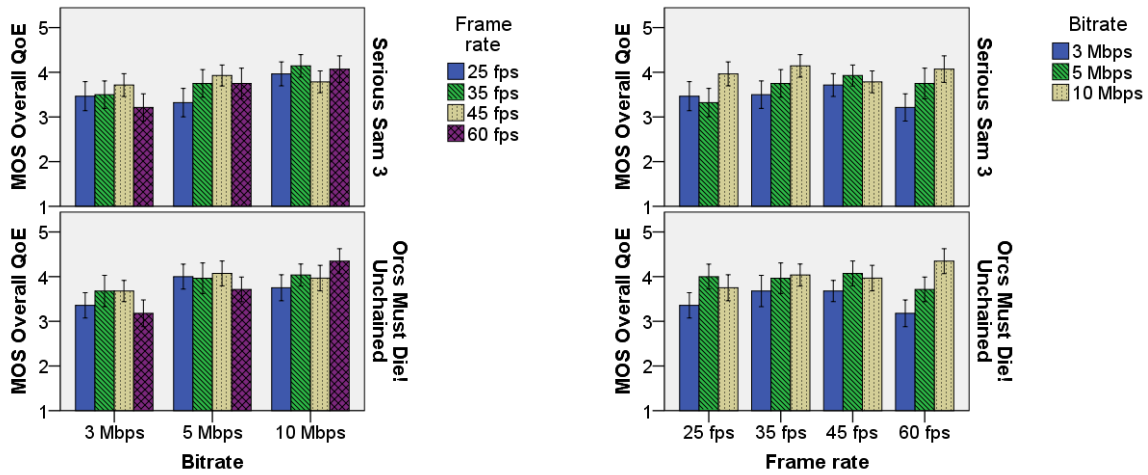 MOS Overall QoE
5
4
3
2
1
Serious Sam 3
MOS Overall QoE
5
4
3
2
1
Orcs Must Die!
Unchained
3 Mbps 5 Mbps 10 Mbps
Bitrate
Frame
rate
25 fps
35 fps
45 fps
60 fps
MOS Overall QoE
5
4
3
2
1
Serious Sam 3
MOS Overall QoE
5
4
3
2
1
Orcs Must Die!
Unchained
25 fps 35 fps 45 fps 60 fps
Frame rate
Bitrate
3 Mbps
5 Mbps
10 Mbps